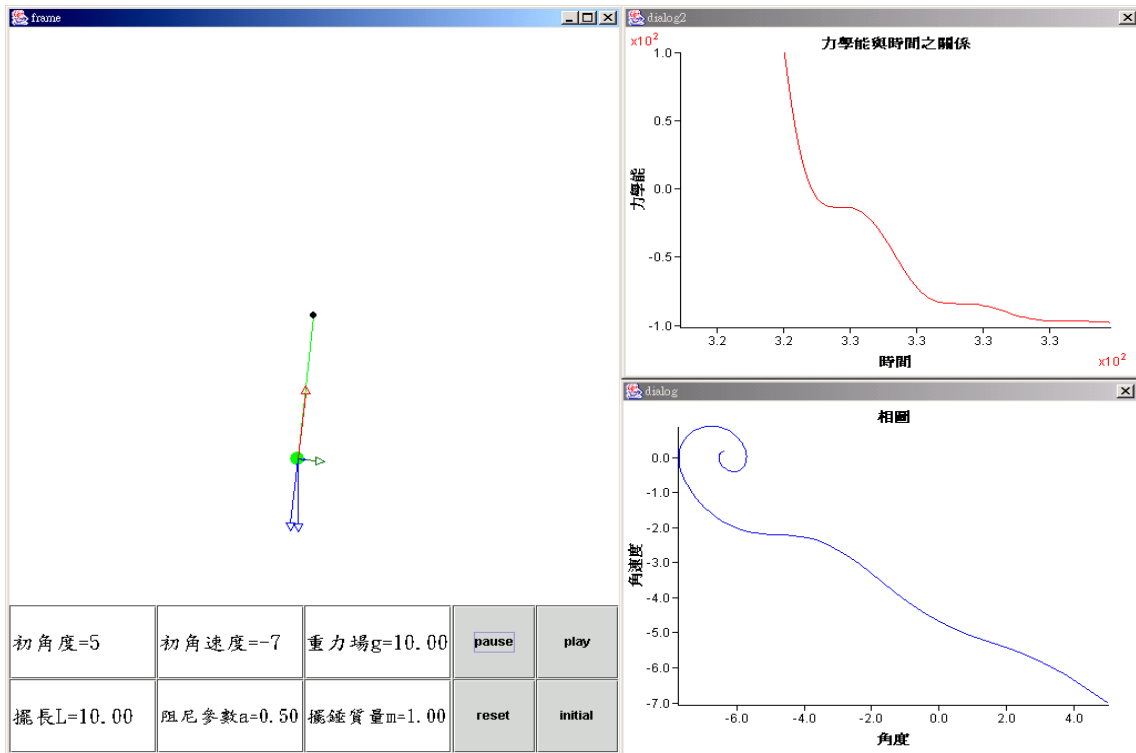 frame
初角度=5
初角速度=-7
重力場g=10.00
pause
play
擺長L=10.00
阻尼參數a=0.50
擺錘質量m=1.00
reset
initial
dialog2
力學能與時間之關係
x10²
1.0
0.5
0.0
-0.5
-1.0
力學能
3.2
3.2
3.3
3.3
3.3
3.3
時間
x10²
dialog
相圖
0.0
-1.0
-2.0
-3.0
-4.0
-5.0
-6.0
-7.0
角速度
-6.0
-4.0
-2.0
0.0
2.0
4.0
角度